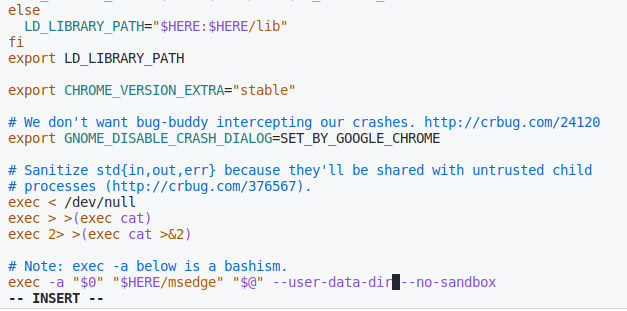 else
  LD_LIBRARY_PATH="$HERE:$HERE/lib"
fi
export LD_LIBRARY_PATH

export CHROME_VERSION_EXTRA="stable"

# We don't want bug-buddy intercepting our crashes. http://crbug.com/24120
export GNOME_DISABLE_CRASH_DIALOG=SET_BY_GOOGLE_CHROME

# Sanitize std{in,out,err} because they'll be shared with untrusted child
# processes (http://crbug.com/376567).
exec < /dev/null
exec > >(exec cat)
exec 2> >(exec cat >&2)

# Note: exec -a below is a bashism.
exec -a "$0" "$HERE/msedge" "$@" --user-data-dir --no-sandbox
-- INSERT --